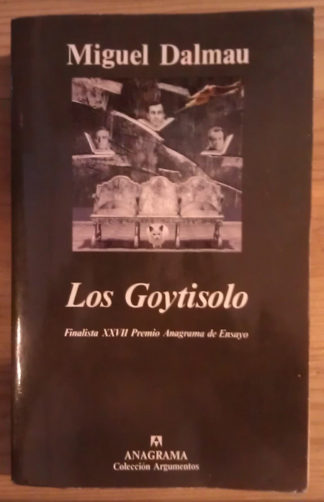 Miguel Dalmau
Los Goytisolo
Finalista XXVII Premio Anagrama de Ensayo
ANAGRAMA
Colección Argumentos